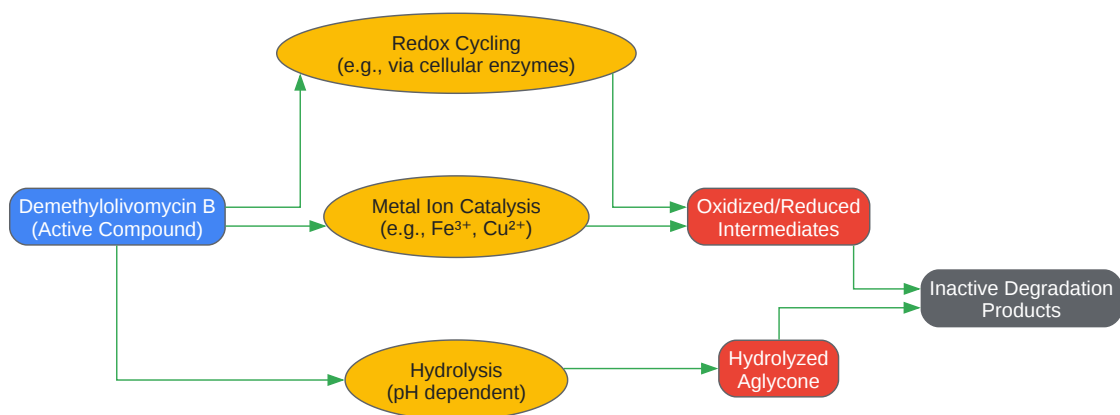 Redox Cycling
(e.g., via cellular enzymes)
Demethylolivomycin B
(Active Compound)
Metal Ion Catalysis
(e.g., Fe³⁺, Cu²⁺)
Oxidized/Reduced
Intermediates
Inactive Degradation
Products
Hydrolysis
(pH dependent)
Hydrolyzed
Aglycone